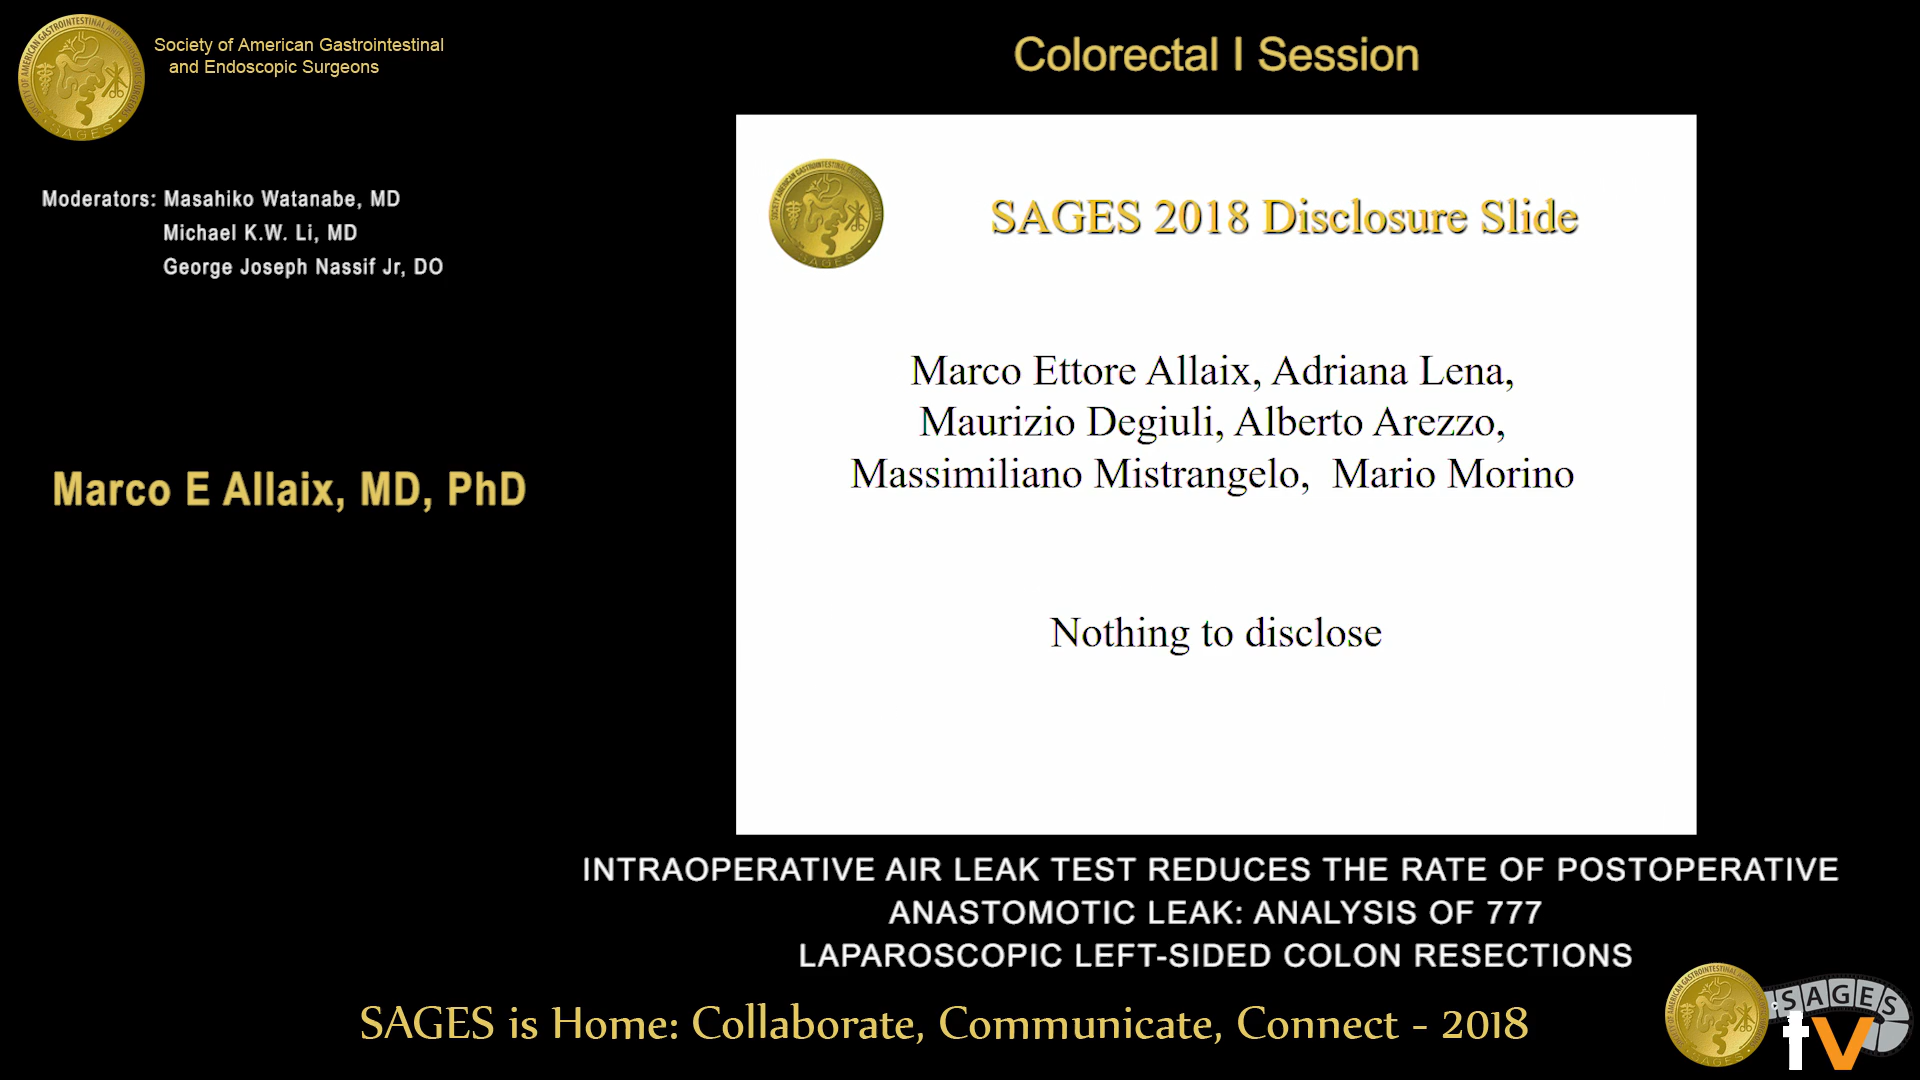 Society of American Gastrointestinal
and Endoscopic Surgeons
Colorectal I Session
Moderators: Masahiko Watanabe, MD
Michael K.W. Li, MD
George Joseph Nassif Jr, DO
Marco E Allaix, MD, PhD
SAGES 2018 Disclosure Slide
Marco Ettore Allaix, Adriana Lena,
Maurizio Degiuli, Alberto Arezzo,
Massimiliano Mistrangelo, Mario Morino
Nothing to disclose
INTRAOPERATIVE AIR LEAK TEST REDUCES THE RATE OF POSTOPERATIVE
ANASTOMOTIC LEAK: ANALYSIS OF 777
LAPAROSCOPIC LEFT-SIDED COLON RESECTIONS
SAGES is Home: Collaborate, Communicate, Connect - 2018
SAGES
tv